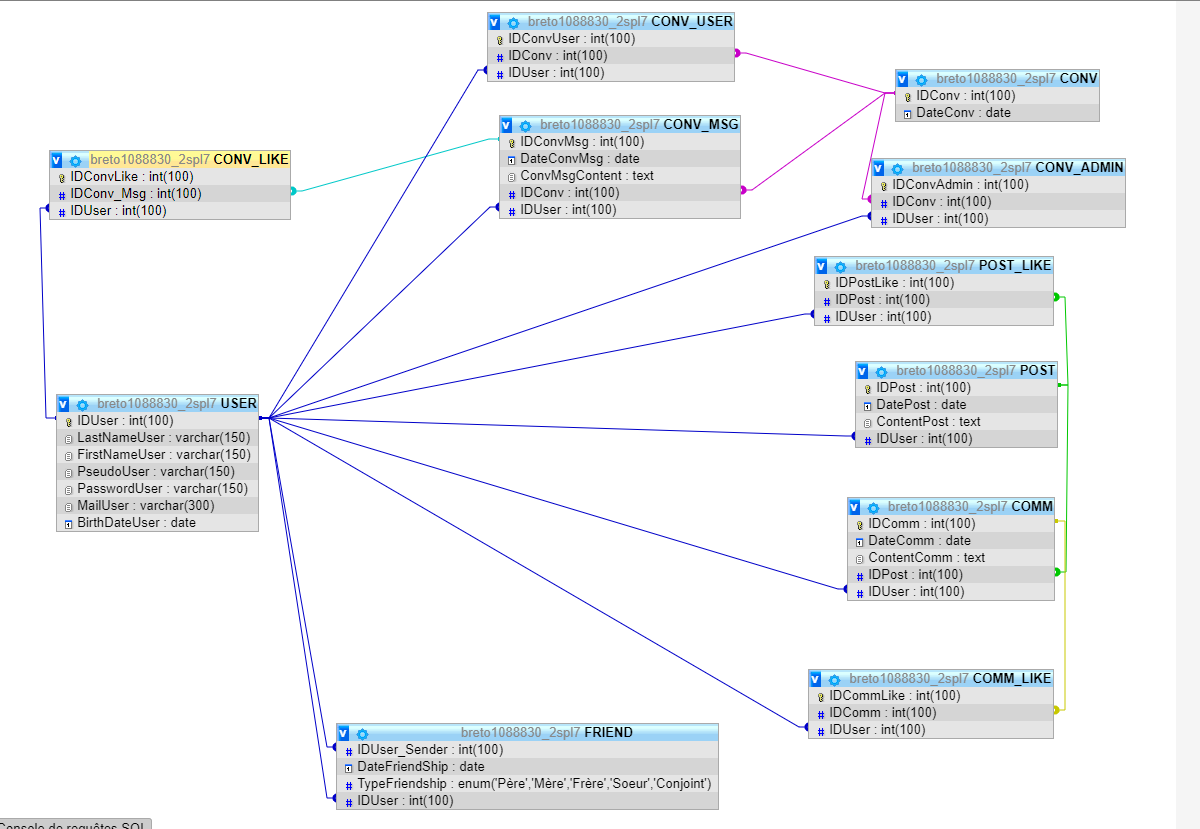 breto1088830_2spl7 CONV_USER
IDConvUser : int(100)
IDConv : int(100)
IDUser : int(100)
breto1088830_2spl7 CONV
IDConv : int(100)
DateConv : date
breto1088830_2spl7 CONV_MSG
IDConvMsg : int(100)
DateConvMsg : date
ConvMsgContent : text
IDConv : int(100)
IDUser : int(100)
breto1088830_2spl7 CONV_LIKE
IDConvLike : int(100)
IDConv_Msg : int(100)
IDUser : int(100)
breto1088830_2spl7 CONV_ADMIN
IDConvAdmin : int(100)
IDConv : int(100)
IDUser : int(100)
breto1088830_2spl7 POST_LIKE
IDPostLike : int(100)
IDPost : int(100)
IDUser : int(100)
breto1088830_2spl7 POST
IDPost : int(100)
DatePost : date
ContentPost : text
IDUser : int(100)
breto1088830_2spl7 USER
IDUser : int(100)
LastNameUser : varchar(150)
FirstNameUser : varchar(150)
PseudoUser : varchar(150)
PasswordUser : varchar(150)
MailUser : varchar(300)
BirthDateUser : date
breto1088830_2spl7 COMM
IDComm : int(100)
DateComm : date
ContentComm : text
IDPost : int(100)
IDUser : int(100)
breto1088830_2spl7 COMM_LIKE
IDCommLike : int(100)
IDComm : int(100)
IDUser : int(100)
breto1088830_2spl7 FRIEND
IDUser_Sender : int(100)
DateFriendShip : date
TypeFriendship : enum('Père','Mère','Frère','Soeur','Conjoint')
IDUser : int(100)
Console de requêtes SQL